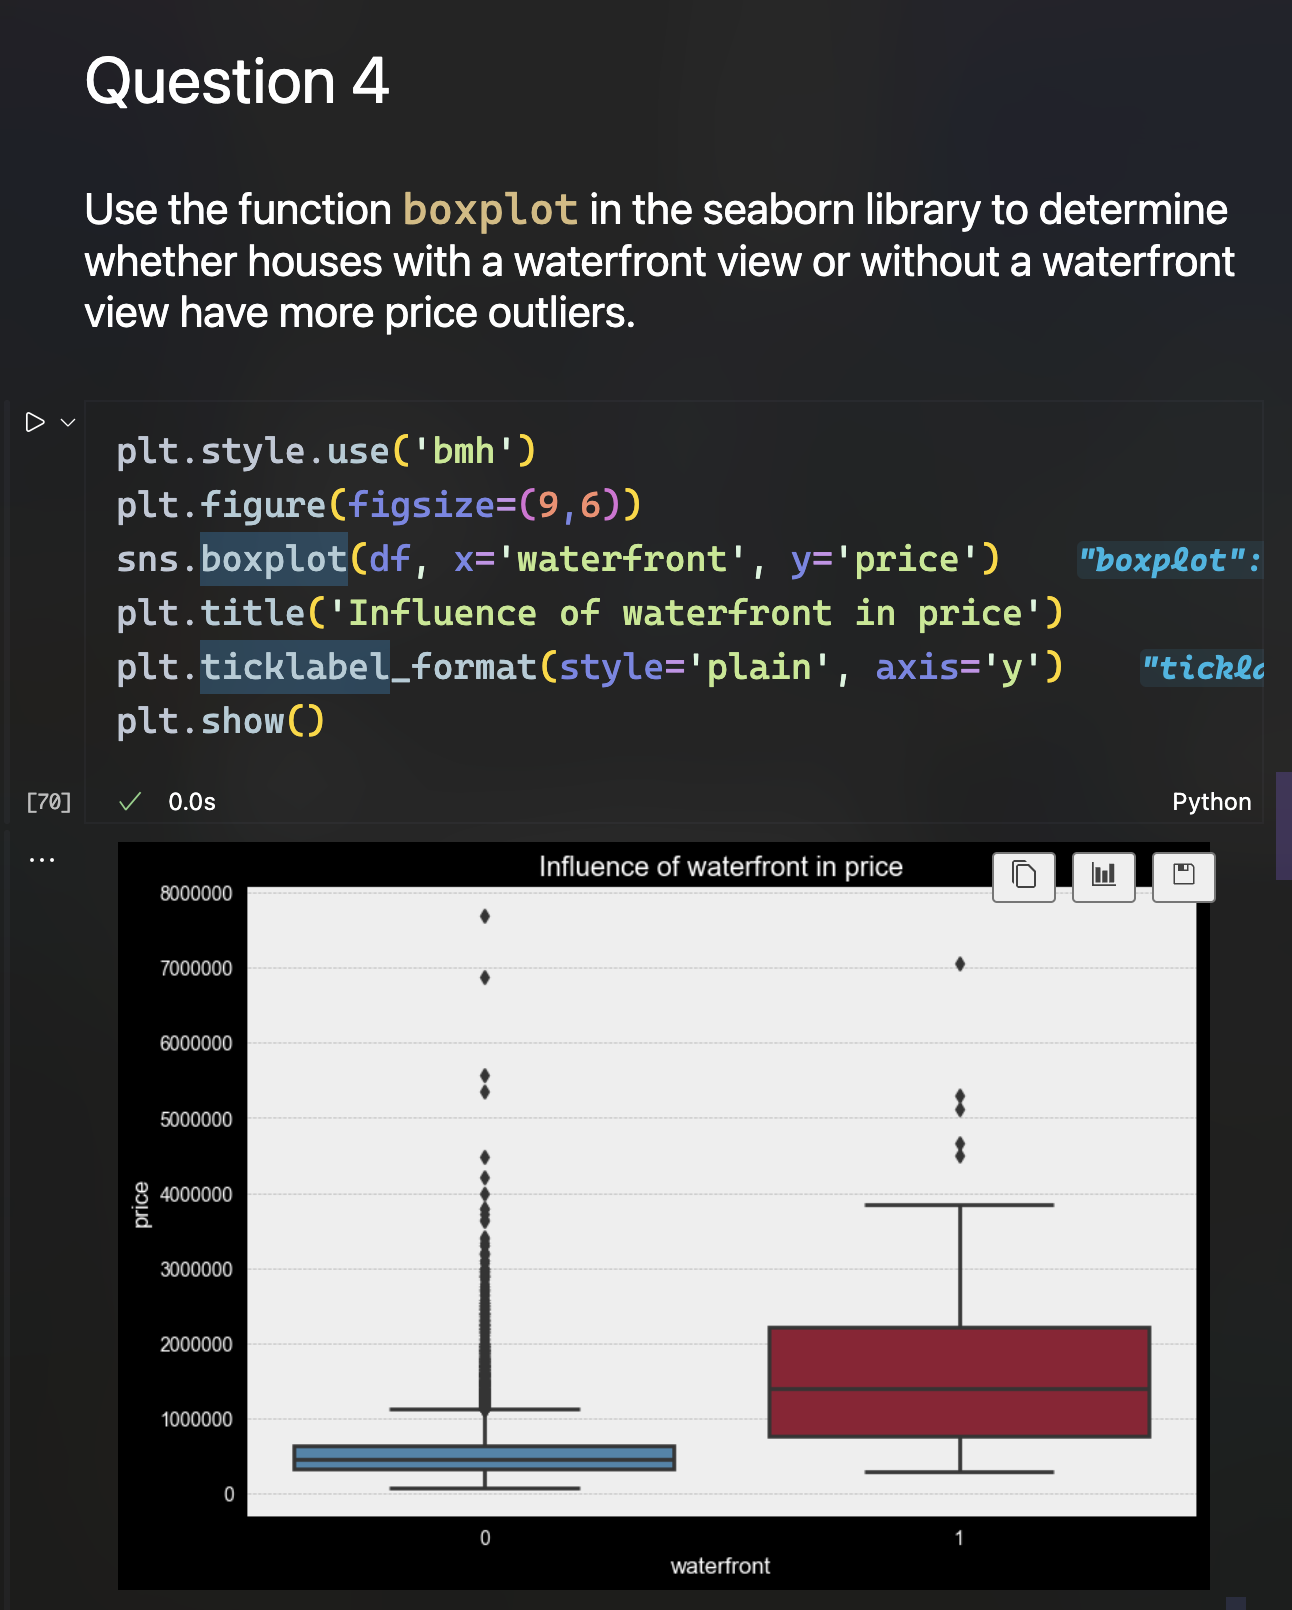 Question 4
Use the function boxplot in the seaborn library to determine
whether houses with a waterfront view or without a waterfront
view have more price outliers.
plt.style.use('bmh')
plt.figure(figsize=(9,6))
sns.boxplot(df, x='waterfront', y='price') "boxplot":
plt.title('Influence of waterfront in price')
plt.ticklabel_format(style='plain', axis='y')
plt.show()
[70] 0.0s Python
Influence of waterfront in price
8000000
7000000
6000000
5000000
4000000
3000000
2000000
1000000
0
price
0 1
waterfront